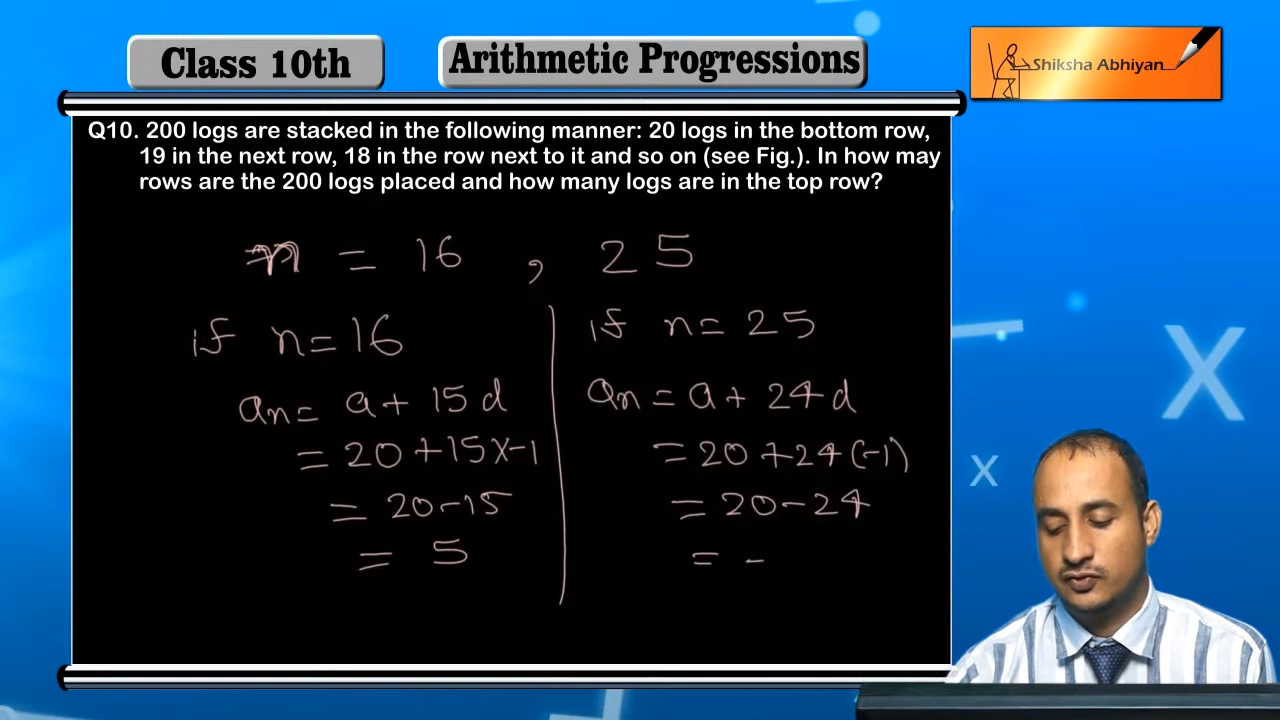 Class 10th
Arithmetic Progressions
Shiksha Abhiyan
Q10. 200 logs are stacked in the following manner: 20 logs in the bottom row,
19 in the next row, 18 in the row next to it and so on (see Fig.). In how may
rows are the 200 logs placed and how many logs are in the top row?
n = 16 , 25
if n = 16
an = a + 15 d
= 20 + 15 x -1
= 20 - 15
= 5
if n = 25
an = a + 24 d
= 20 + 24 (-1)
= 20 - 24
= -
X
X